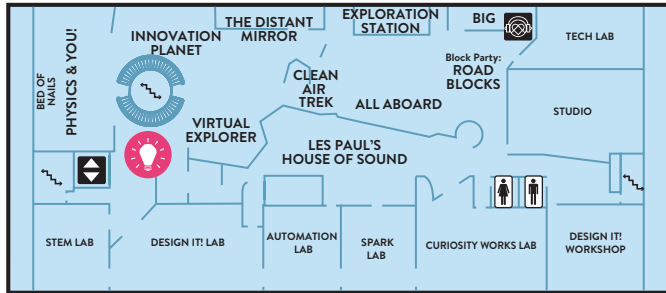 BED OF
NAILS
PHYSICS & YOU!
INNOVATION
PLANET
THE DISTANT
MIRROR
EXPLORATION
STATION
BIG
TECH LAB
Block Party:
ROAD
BLOCKS
CLEAN
AIR
TREK
ALL ABOARD
STUDIO
VIRTUAL
EXPLORER
LES PAUL'S
HOUSE OF SOUND
STEM LAB
DESIGN IT! LAB
AUTOMATION
LAB
SPARK
LAB
CURIOSITY WORKS LAB
DESIGN IT!
WORKSHOP